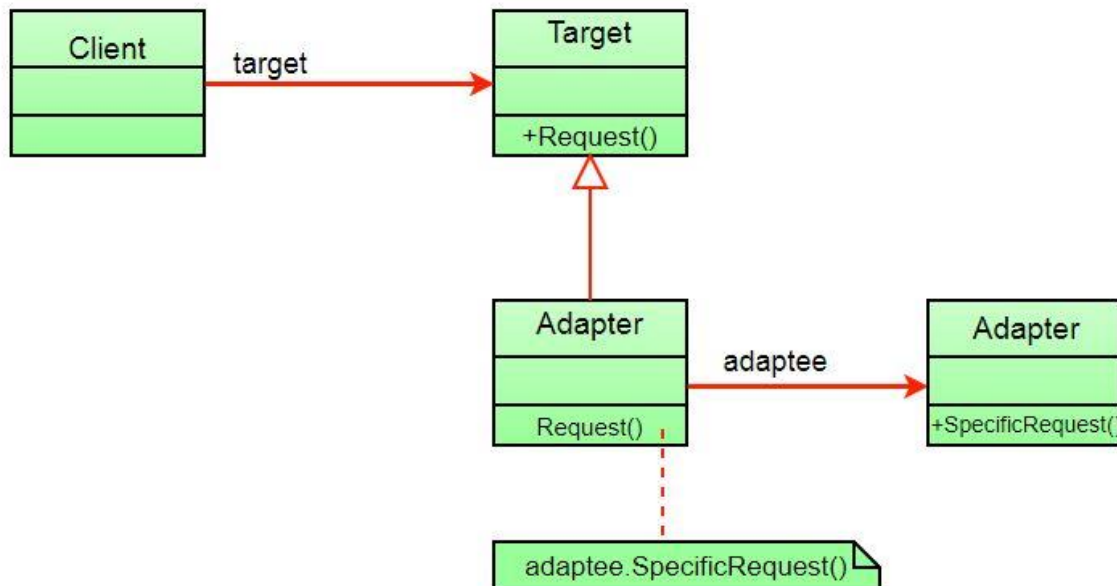 Client
target
Target
+Request()
Adapter
adaptee
Adapter
Request()
+SpecificRequest()
adaptee.SpecificRequest()